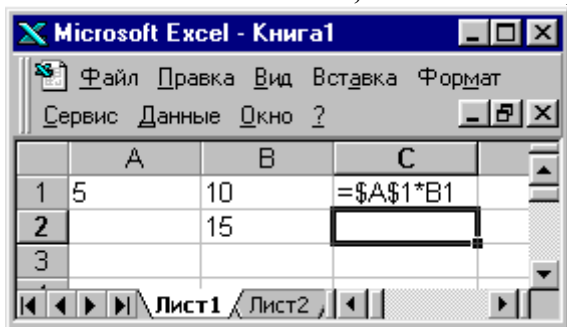 Microsoft Excel - Книга1
Файл Правка Вид Вставка Формат
Сервис Данные Окно ?
A B C
1 5 10 =$A$1*B1
2 15
3
Лист1 Лист2